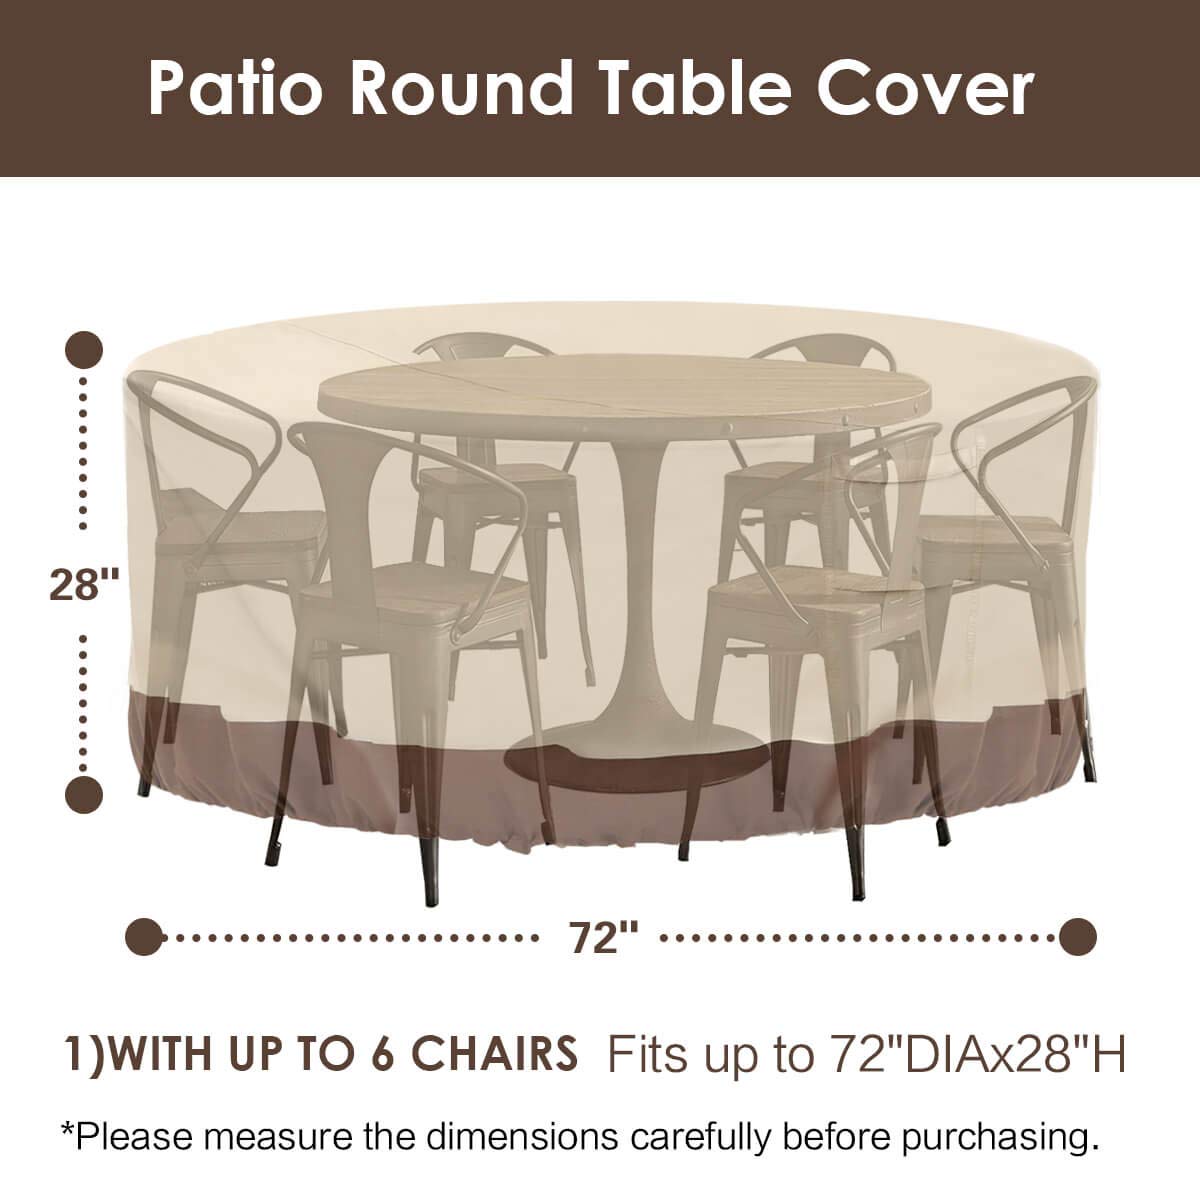 Patio Round Table Cover
28"
72"
1)WITH UP TO 6 CHAIRS Fits up to 72"DIAx28"H
*Please measure the dimensions carefully before purchasing.